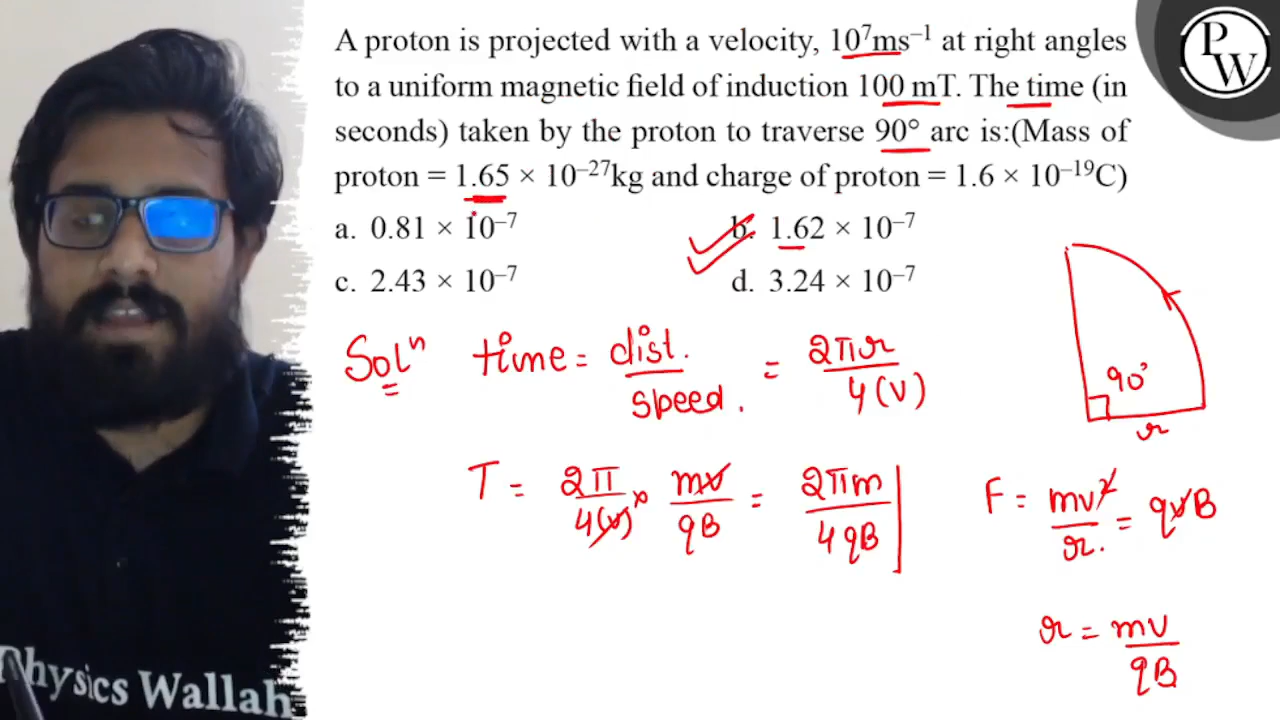 A proton is projected with a velocity, 10⁷ms⁻¹ at right angles
to a uniform magnetic field of induction 100 mT. The time (in
seconds) taken by the proton to traverse 90° arc is:(Mass of
proton = 1.65 × 10⁻²⁷kg and charge of proton = 1.6 × 10⁻¹⁹C)
a. 0.81 × 10⁻⁷ b. 1.62 × 10⁻⁷
c. 2.43 × 10⁻⁷ d. 3.24 × 10⁻⁷
Solⁿ time = dist./speed. = 2πr/4(v)
90°
r
T = 2π/4(v) × mv/qB = 2πm/4qB
F = mv²/r. = qvB
r = mv/qB
PW
Physics Wallah